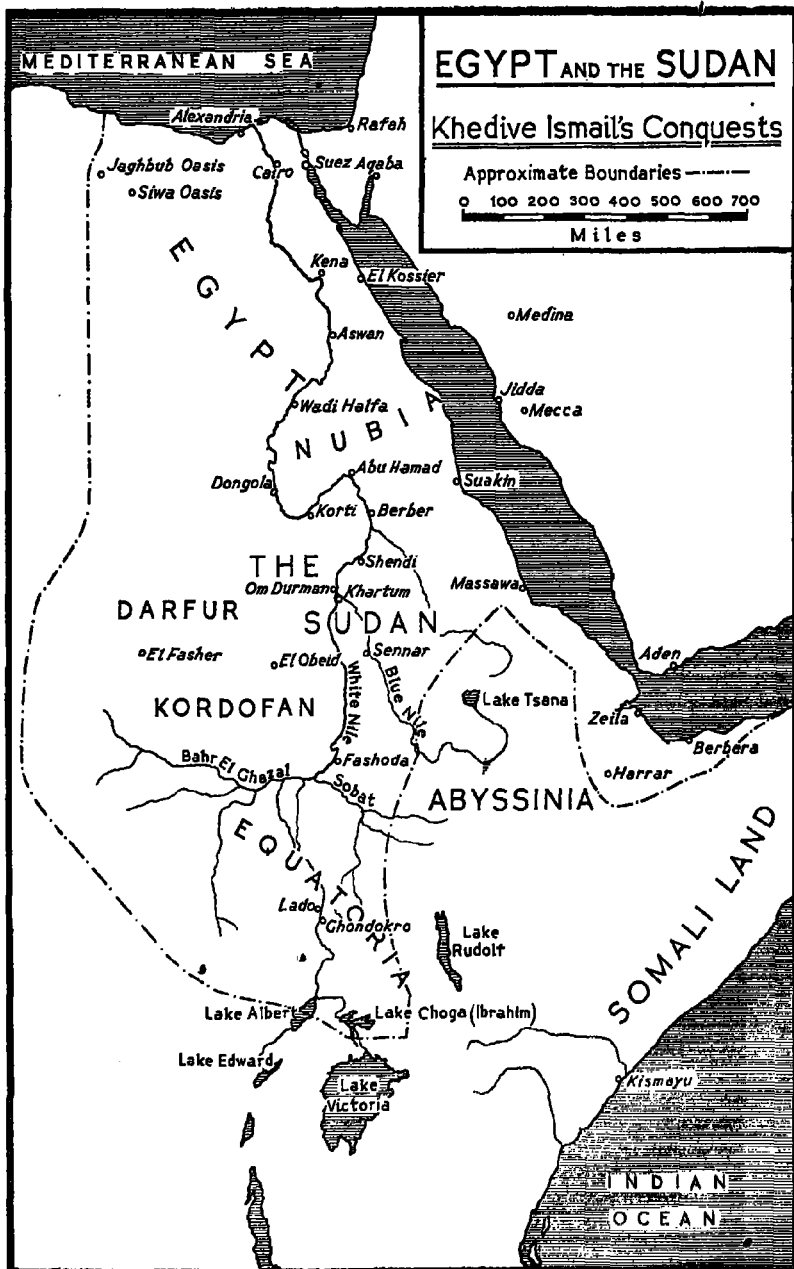 MEDITERRANEAN SEA
EGYPT AND THE SUDAN
Khedive Ismail's Conquests
Approximate Boundaries
0 100 200 300 400 500 600 700
Miles
Alexandria
Rafah
Jaghbub Oasis
Siwa Oasis
Cairo
Suez
Aqaba
EGYPT
Kena
El Kossier
Medina
Aswan
Jidda
Mecca
Wadi Halfa
NUBIA
Abu Hamad
Suakin
Dongola
Korti
Berber
THE
SUDAN
Shendi
Om Durman
Khartum
Massawa
DARFUR
El Fasher
El Obeid
Sennar
Aden
KORDOFAN
White Nile
Blue Nile
Lake Tsana
Zeila
Berbera
Harrar
Bahr El Ghazal
Fashoda
Sobat
ABYSSINIA
EQUATORIA
Lado
Ghondokro
Lake
Rudolf
SOMALI LAND
Lake Albert
Lake Choga (Ibrahim)
Lake Edward
Lake
Victoria
Kismayu
INDIAN
OCEAN